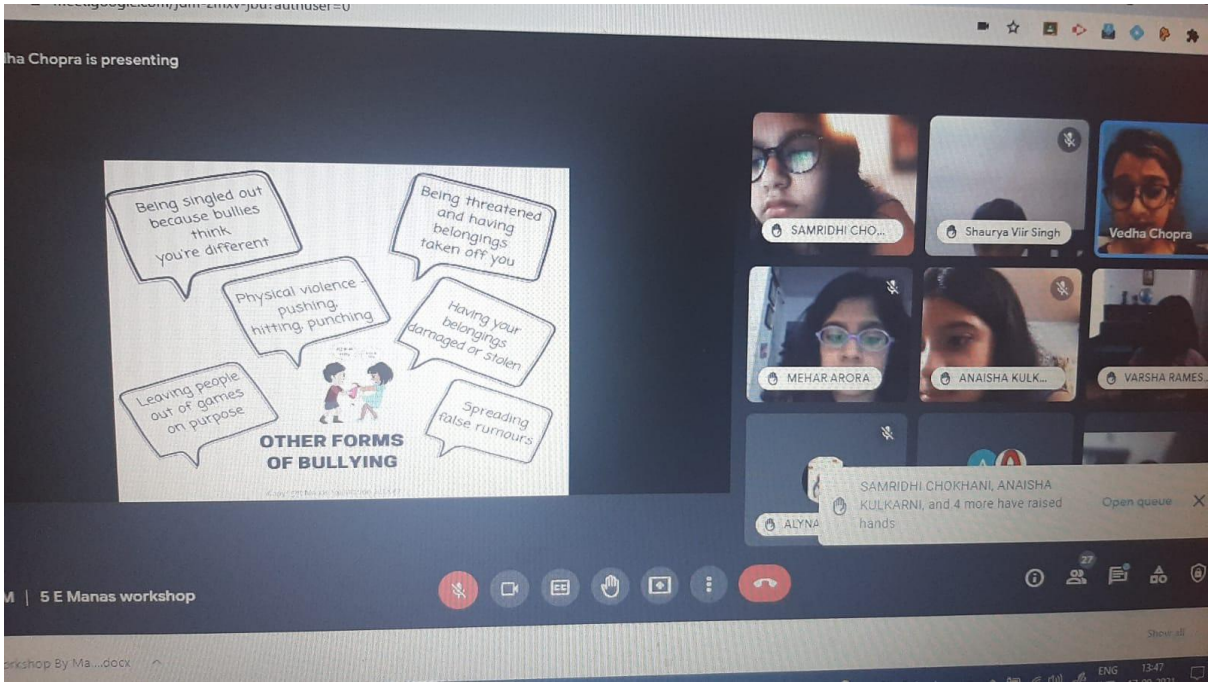 dha Chopra is presenting
Being singled out
because bullies
think
you're different
Being threatened
and having
belongings
taken off you
Physical violence -
pushing,
hitting, punching
Having your
belongings
damaged or stolen
Leaving people
out of games
on purpose
Spreading
false rumours
OTHER FORMS
OF BULLYING
SAMRIDHI CHO...
Shaurya Viir Singh
Vedha Chopra
MEHAR ARORA
ANAISHA KULK...
VARSHA RAMES...
ALYNA
A
SAMRIDHI CHOKHANI, ANAISHA
KULKARNI, and 4 more have raised
hands
Open queue
27
M | 5 E Manas workshop
Show all
orkshop By Ma....docx
ENG
13:47